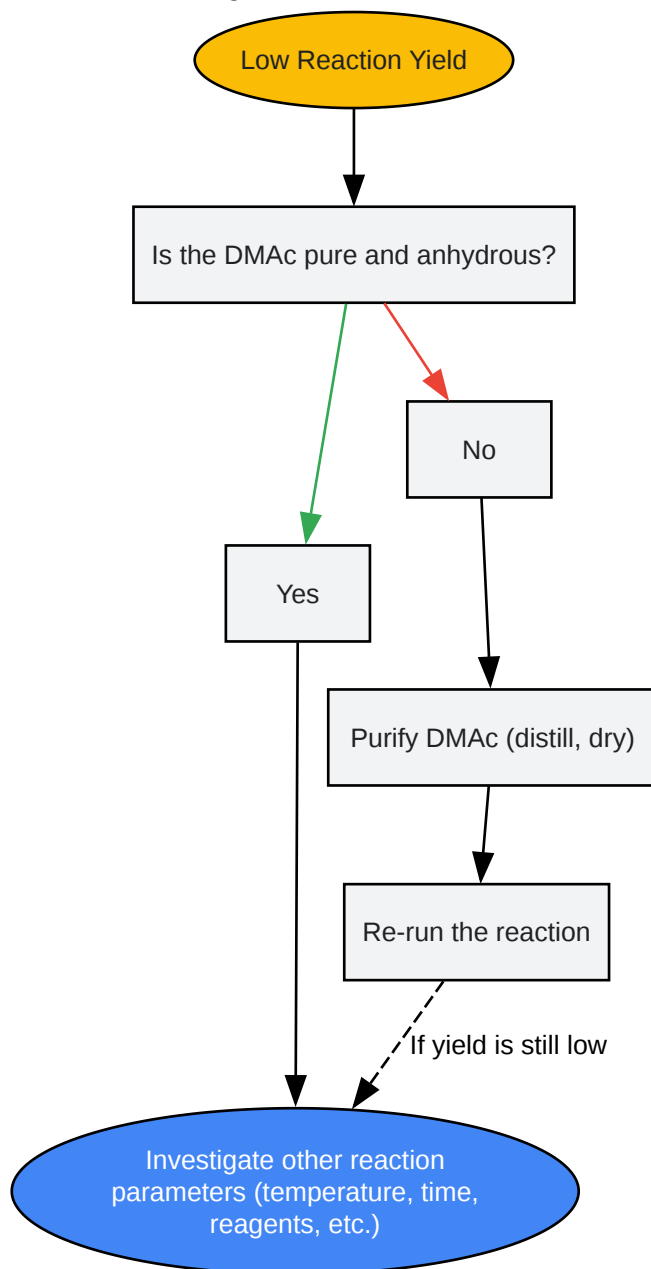 Low Reaction Yield
Is the DMAc pure and anhydrous?
No
Yes
Purify DMAc (distill, dry)
Re-run the reaction
If yield is still low
Investigate other reaction
parameters (temperature, time,
reagents, etc.)